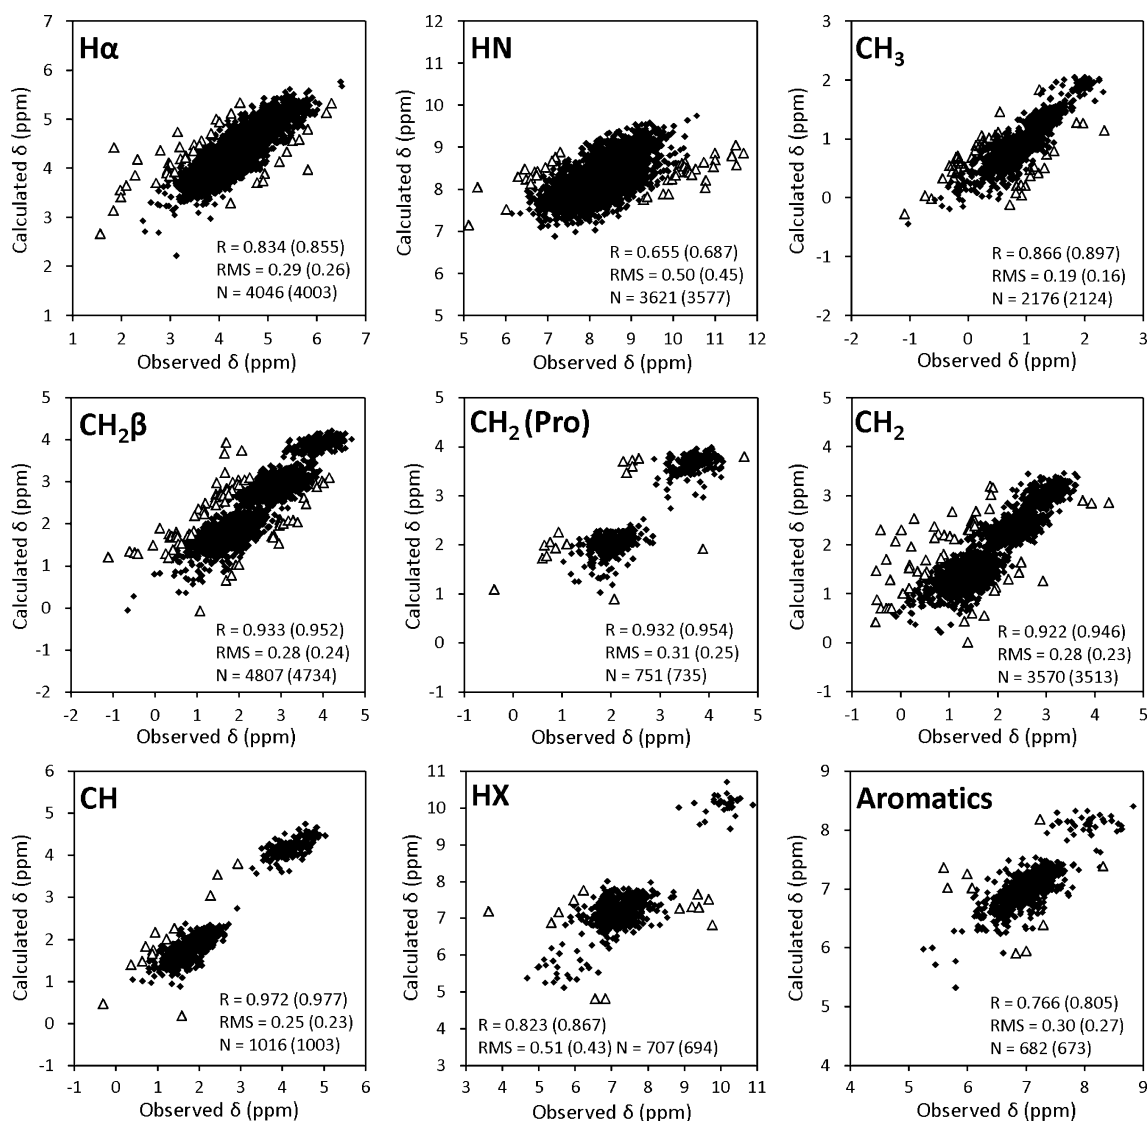 Hα
Calculated δ (ppm)
7
6
5
4
3
2
1
R = 0.834 (0.855)
RMS = 0.29 (0.26)
N = 4046 (4003)
1 2 3 4 5 6 7
Observed δ (ppm)
HN
Calculated δ (ppm)
12
11
10
9
8
7
6
5
R = 0.655 (0.687)
RMS = 0.50 (0.45)
N = 3621 (3577)
5 6 7 8 9 10 11 12
Observed δ (ppm)
CH3
Calculated δ (ppm)
3
2
1
0
-1
-2
R = 0.866 (0.897)
RMS = 0.19 (0.16)
N = 2176 (2124)
-2 -1 0 1 2 3
Observed δ (ppm)
CH2β
Calculated δ (ppm)
5
4
3
2
1
0
-1
-2
R = 0.933 (0.952)
RMS = 0.28 (0.24)
N = 4807 (4734)
-2 -1 0 1 2 3 4 5
Observed δ (ppm)
CH2 (Pro)
Calculated δ (ppm)
5
4
3
2
1
0
-1
R = 0.932 (0.954)
RMS = 0.31 (0.25)
N = 751 (735)
-1 0 1 2 3 4 5
Observed δ (ppm)
CH2
Calculated δ (ppm)
5
4
3
2
1
0
-1
R = 0.922 (0.946)
RMS = 0.28 (0.23)
N = 3570 (3513)
-1 0 1 2 3 4 5
Observed δ (ppm)
CH
Calculated δ (ppm)
6
5
4
3
2
1
0
-1
R = 0.972 (0.977)
RMS = 0.25 (0.23)
N = 1016 (1003)
-1 0 1 2 3 4 5 6
Observed δ (ppm)
HX
Calculated δ (ppm)
11
10
9
8
7
6
5
4
3
R = 0.823 (0.867)
RMS = 0.51 (0.43) N = 707 (694)
3 4 5 6 7 8 9 10 11
Observed δ (ppm)
Aromatics
Calculated δ (ppm)
9
8
7
6
5
4
R = 0.766 (0.805)
RMS = 0.30 (0.27)
N = 682 (673)
4 5 6 7 8 9
Observed δ (ppm)